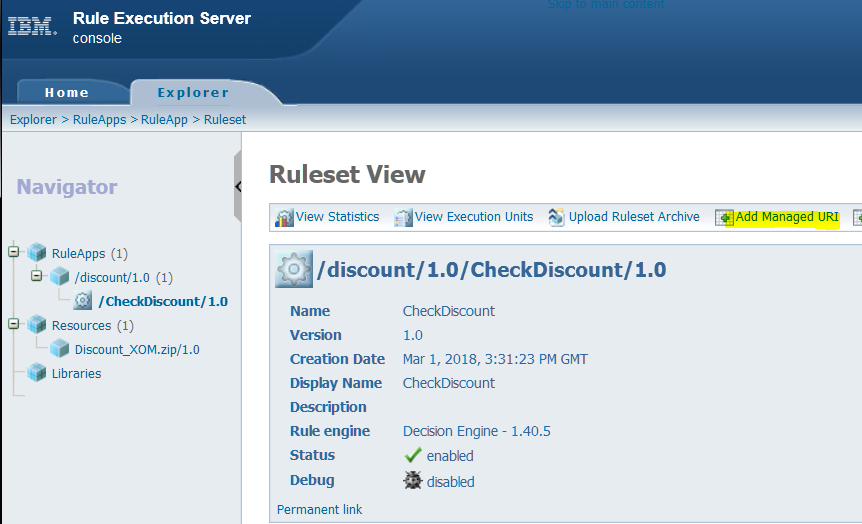 Skip to main content
IBM. Rule Execution Server
console
Home Explorer
Explorer > RuleApps > RuleApp > Ruleset
Navigator
RuleApps (1)
/discount/1.0 (1)
/CheckDiscount/1.0
Resources (1)
Discount_XOM.zip/1.0
Libraries
Ruleset View
View Statistics View Execution Units Upload Ruleset Archive Add Managed URI
/discount/1.0/CheckDiscount/1.0
Name CheckDiscount
Version 1.0
Creation Date Mar 1, 2018, 3:31:23 PM GMT
Display Name CheckDiscount
Description
Rule engine Decision Engine - 1.40.5
Status enabled
Debug disabled
Permanent link